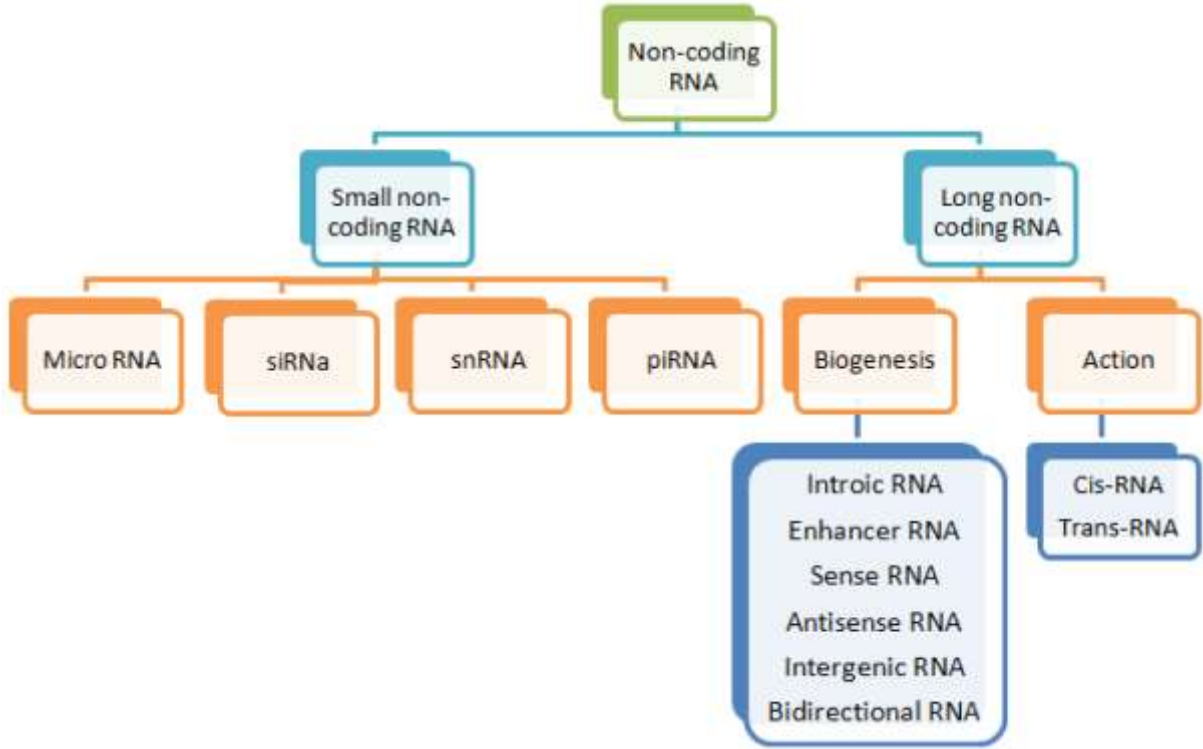 Non-coding
RNA
Small non-
coding RNA
Long non-
coding RNA
Micro RNA
siRNa
snRNA
piRNA
Biogenesis
Action
Introic RNA
Enhancer RNA
Sense RNA
Antisense RNA
Intergenic RNA
Bidirectional RNA
Cis-RNA
Trans-RNA